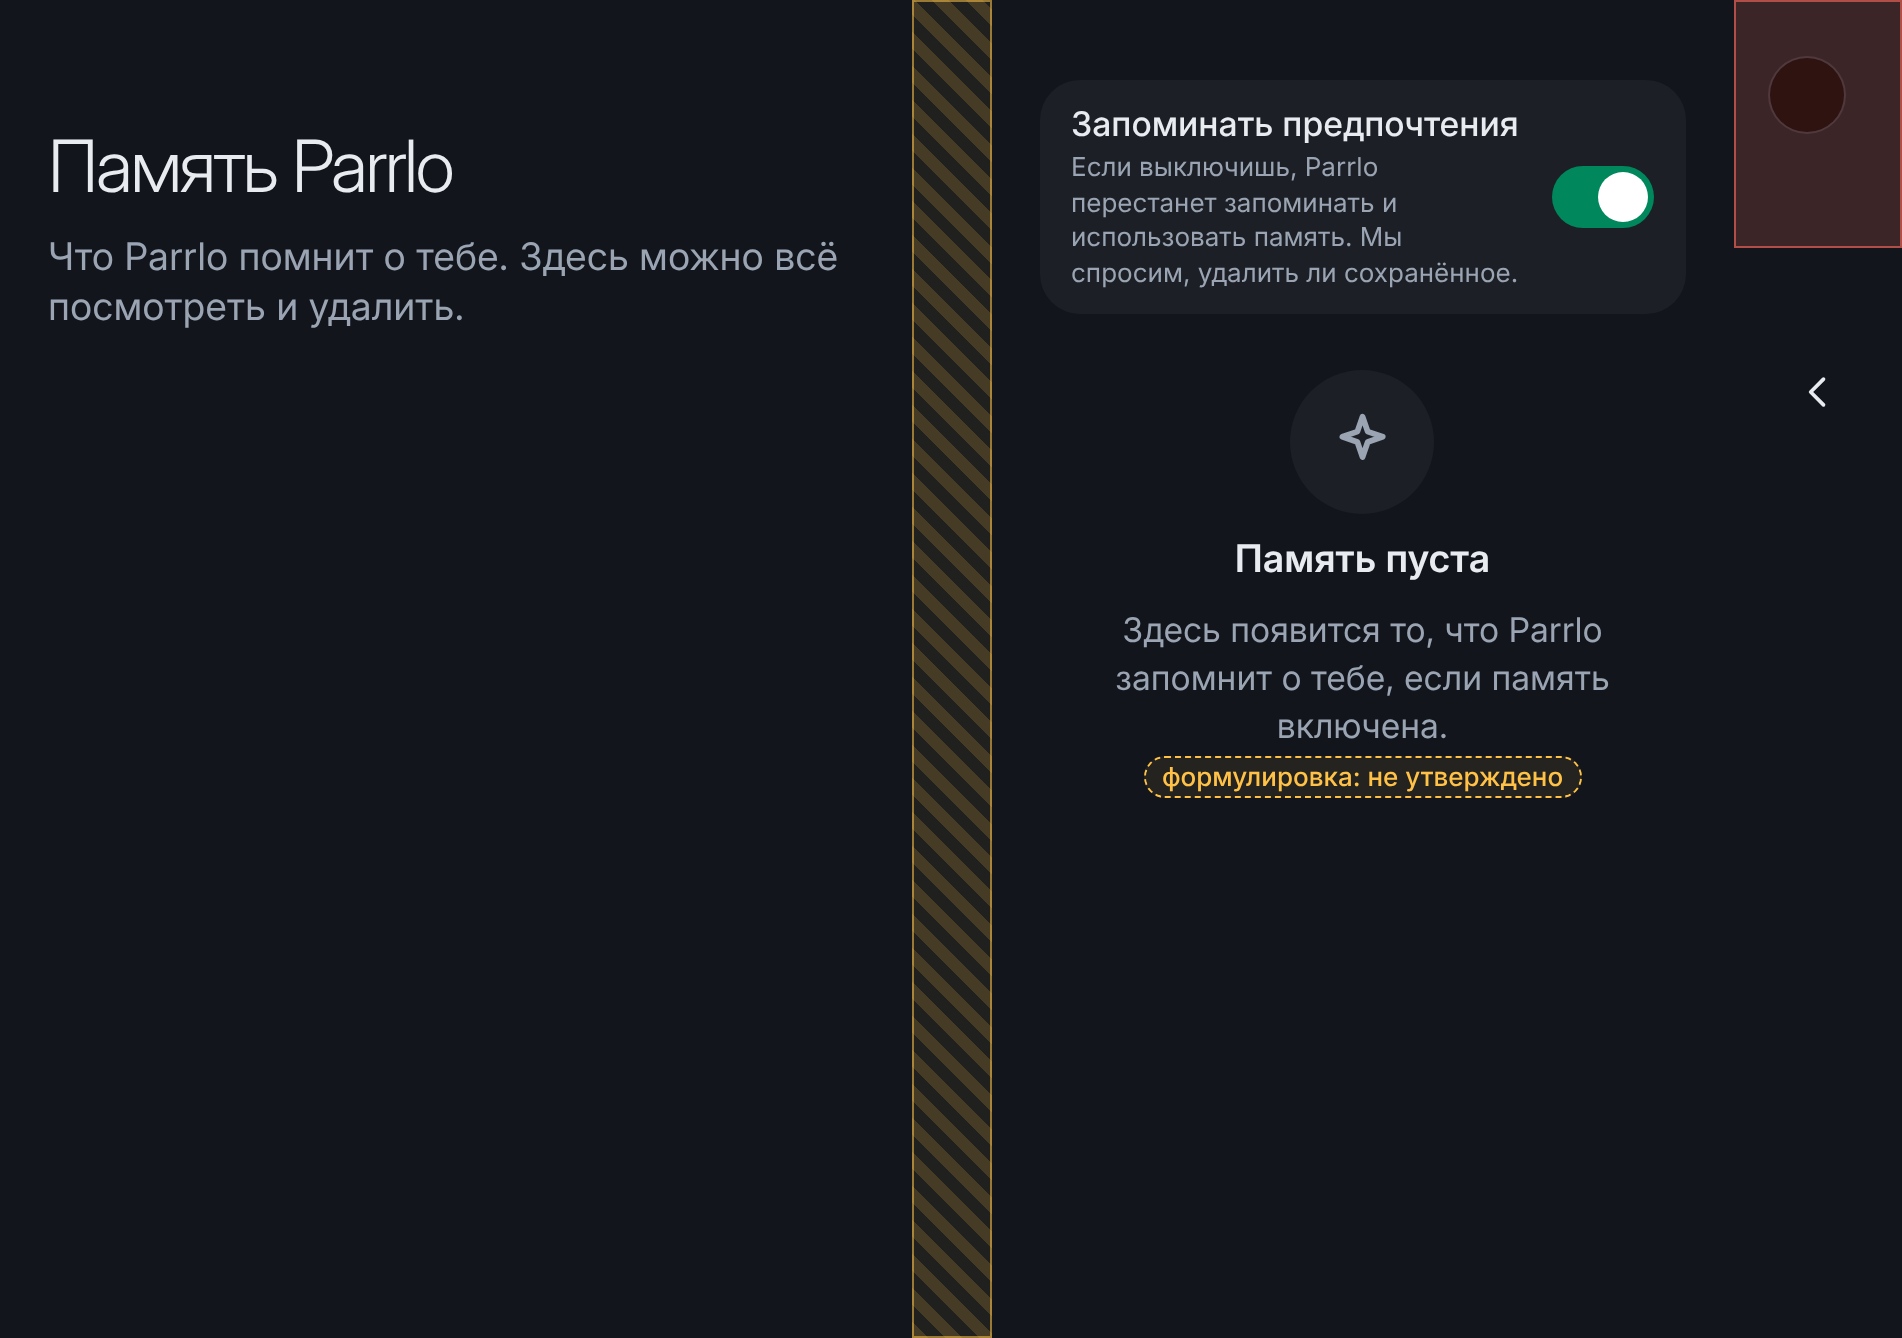 Память Parrlo
Что Parrlo помнит о тебе. Здесь можно всё
посмотреть и удалить.
Запоминать предпочтения
Если выключишь, Parrlo
перестанет запоминать и
использовать память. Мы
спросим, удалить ли сохранённое.
Память пуста
Здесь появится то, что Parrlo
запомнит о тебе, если память
включена.
формулировка: не утверждено